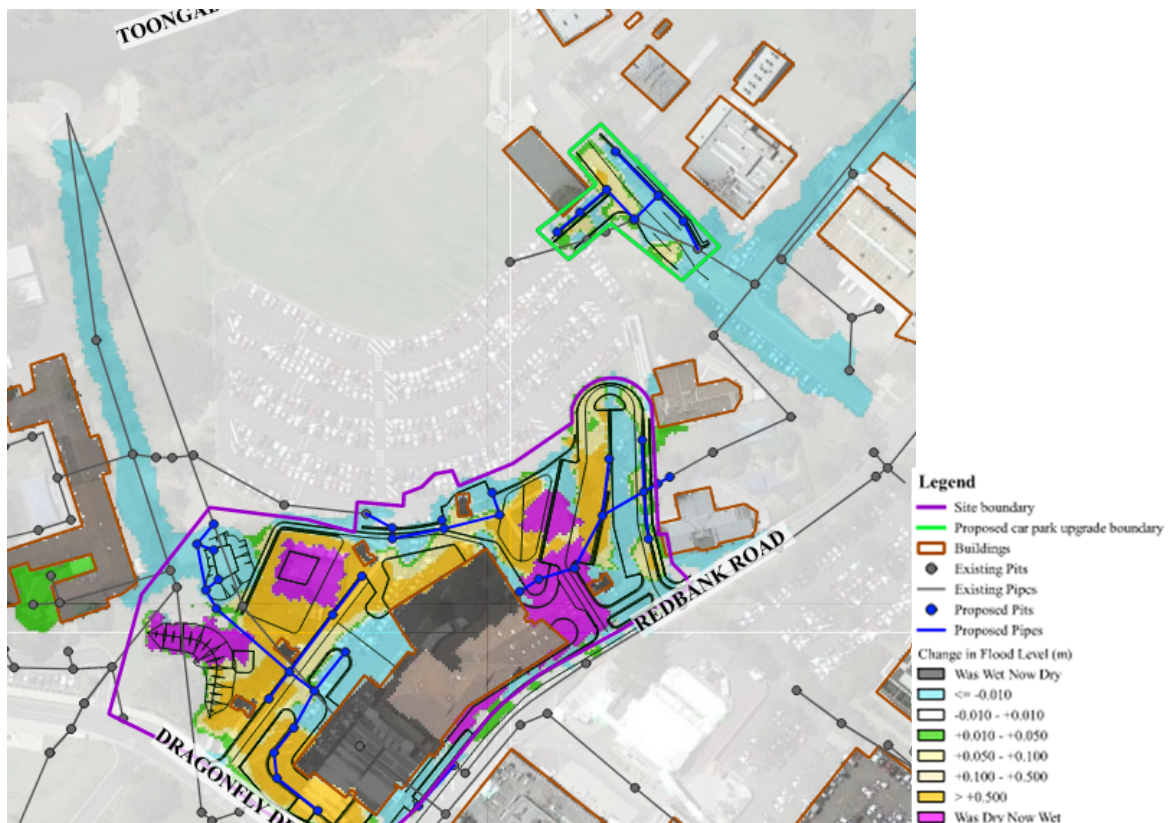 TOONGA
REDBANK ROAD
DRAGONFLY D
Legend
Site boundary
Proposed car park upgrade boundary
Buildings
Existing Pits
Existing Pipes
Proposed Pits
Proposed Pipes
Change in Flood Level (m)
Was Wet Now Dry
<= -0.010
-0.010 - +0.010
+0.010 - +0.050
+0.050 - +0.100
+0.100 - +0.500
> +0.500
Was Dry Now Wet